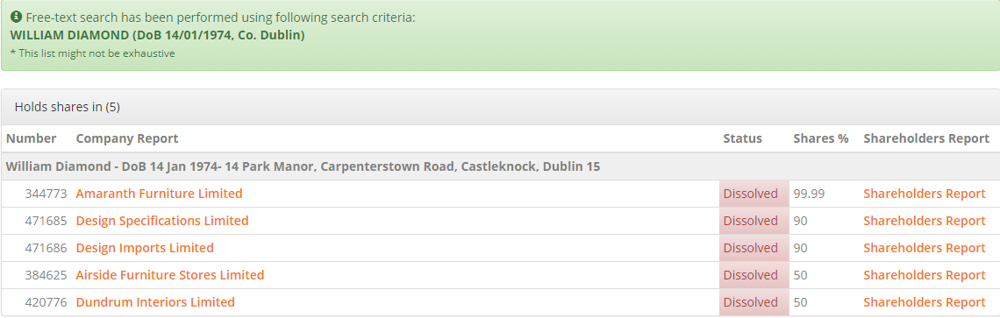 Free-text search has been performed using following search criteria:
WILLIAM DIAMOND (DoB 14/01/1974, Co. Dublin)
* This list might not be exhaustive
Holds shares in (5)
Number Company Report Status Shares % Shareholders Report
William Diamond - DoB 14 Jan 1974- 14 Park Manor, Carpenterstown Road, Castleknock, Dublin 15
344773 Amaranth Furniture Limited Dissolved 99.99 Shareholders Report
471685 Design Specifications Limited Dissolved 90 Shareholders Report
471686 Design Imports Limited Dissolved 90 Shareholders Report
384625 Airside Furniture Stores Limited Dissolved 50 Shareholders Report
420776 Dundrum Interiors Limited Dissolved 50 Shareholders Report